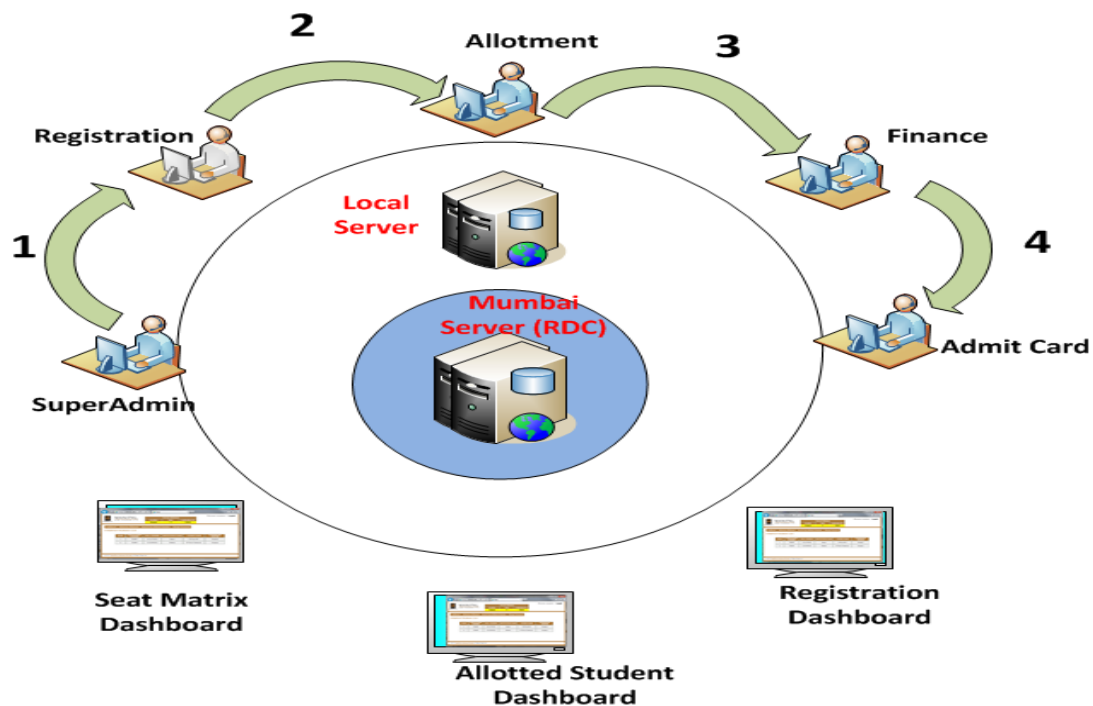 2
Allotment
3
Registration
Finance
Local
Server
1
4
Mumbai
Server (RDC)
Admit Card
SuperAdmin
Seat Matrix
Dashboard
Registration
Dashboard
Allotted Student
Dashboard